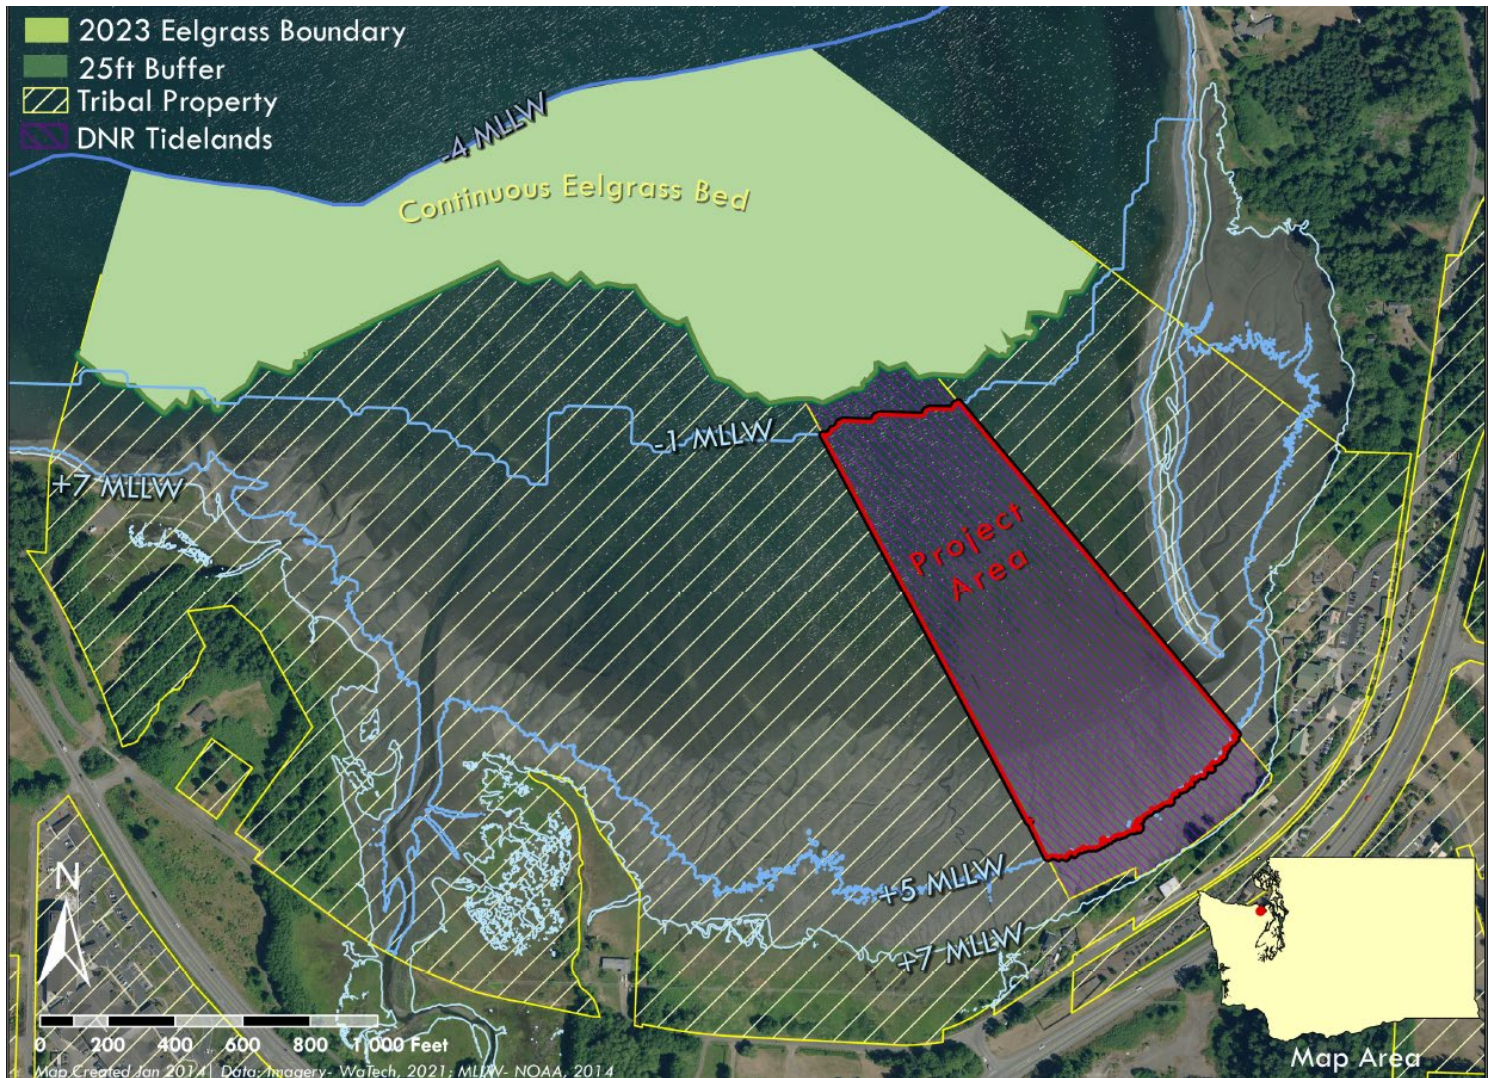 2023 Eelgrass Boundary
25ft Buffer
Tribal Property
DNR Tidelands
-4 MLLW
Continuous Eelgrass Bed
-1 MLLW
+7 MLLW
Project
Area
+5 MLLW
+7 MLLW
N
0 200 400 600 800 1 000 Feet
Map Created Jan 2014| Data: Imagery- WaTech, 2021; MLLW- NOAA, 2014
Map Area